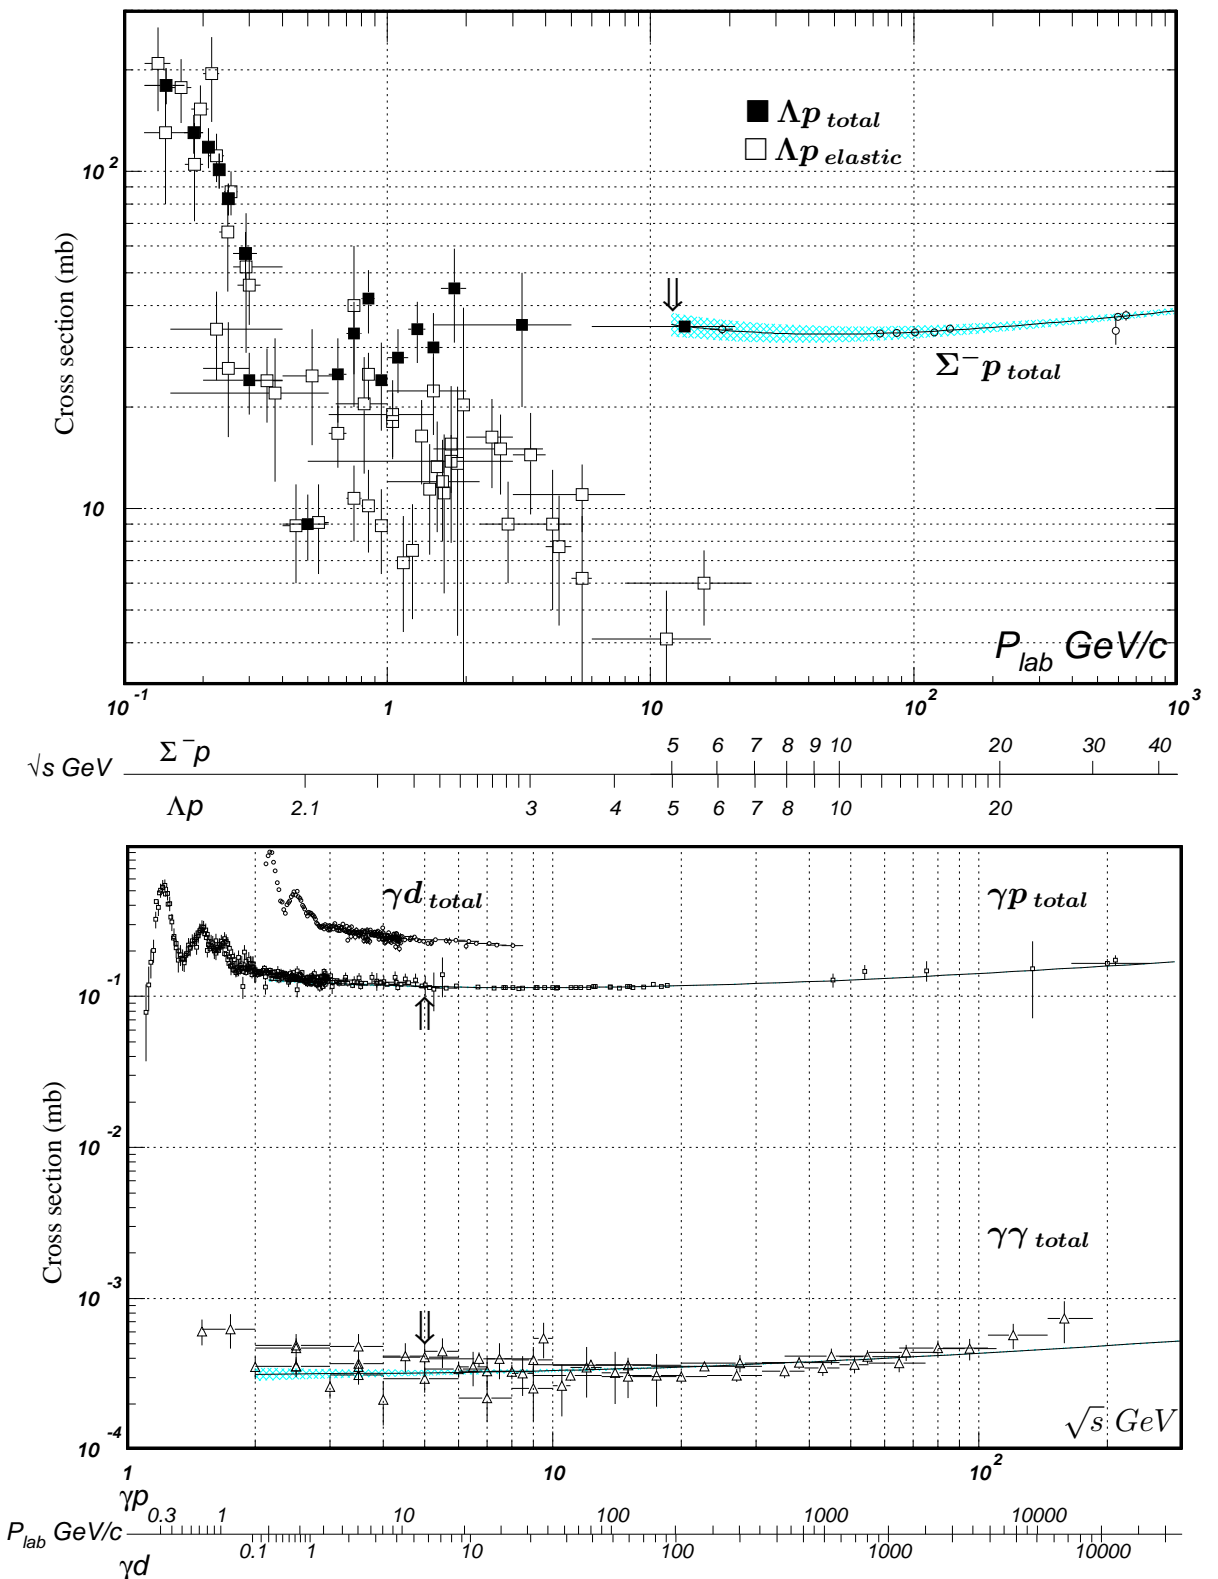 Λp total
Λp elastic
10²
Cross section (mb)
Σ⁻p total
10
P_lab GeV/c
10⁻¹ 1 10 10² 10³
Σ⁻p 5 6 7 8 9 10 20 30 40
√s GeV
Λp 2.1 3 4 5 6 7 8 10 20
γd total γp total
10⁻¹
Cross section (mb)
10⁻²
γγ total
10⁻³
√s GeV
10⁻⁴
1 10 10²
γp
0.3 1 10 100 1000 10000
P_lab GeV/c
0.1 1 10 100 1000 10000
γd